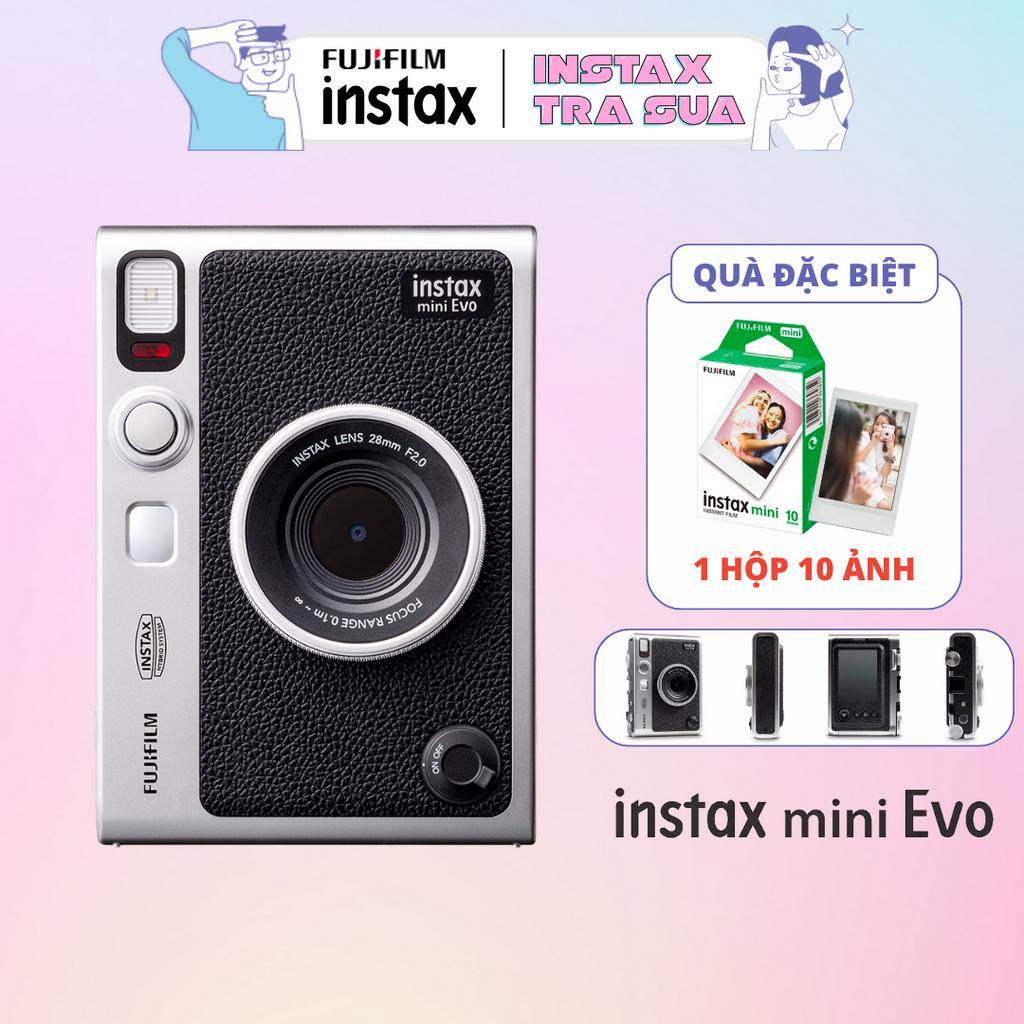 FUJIFILM
instax
INSTAX
TRA SUA
instax
mini Evo
INSTAX LENS 28mm F2.0
FOCUS RANGE 0.1m ~ ∞
INSTAX
HYBRID SYSTEM
FUJIFILM
ON OFF
QUÀ ĐẶC BIỆT
FUJIFILM
mini
FUJIFILM
instax mini 10
INSTANT FILM
1 HỘP 10 ẢNH
instax mini Evo